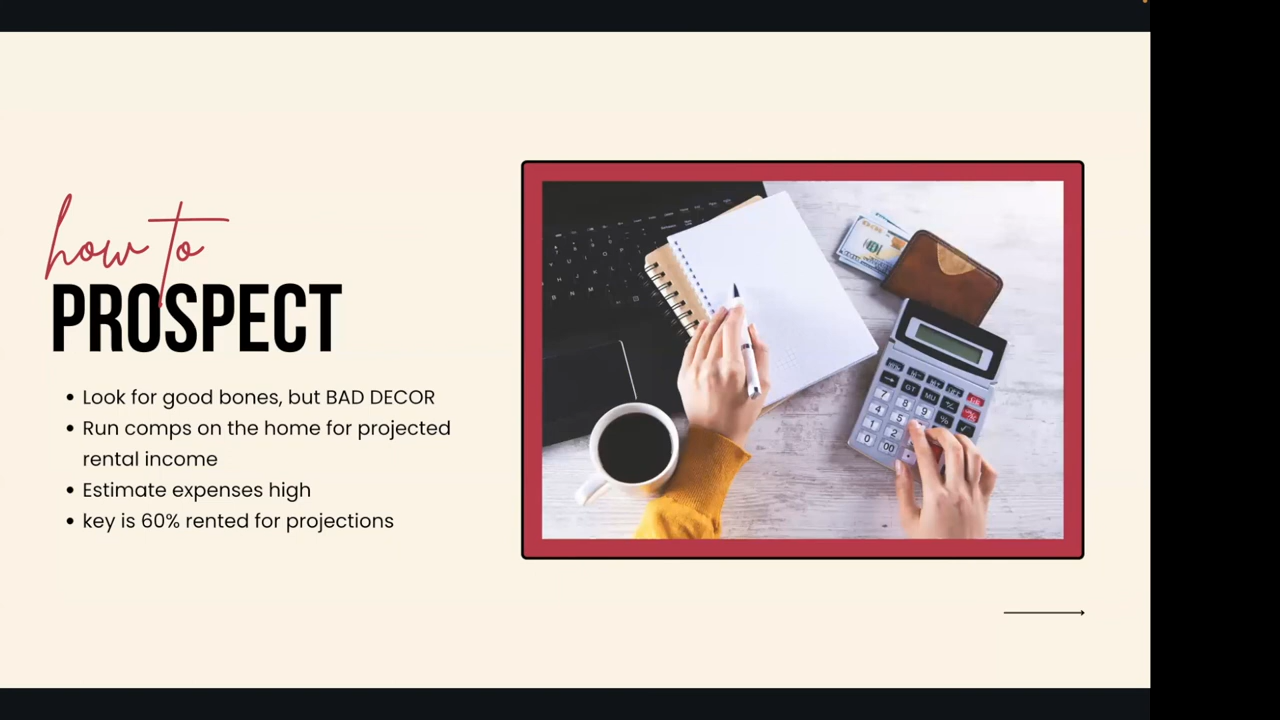 how to
PROSPECT
• Look for good bones, but BAD DECOR
• Run comps on the home for projected
rental income
• Estimate expenses high
• key is 60% rented for projections